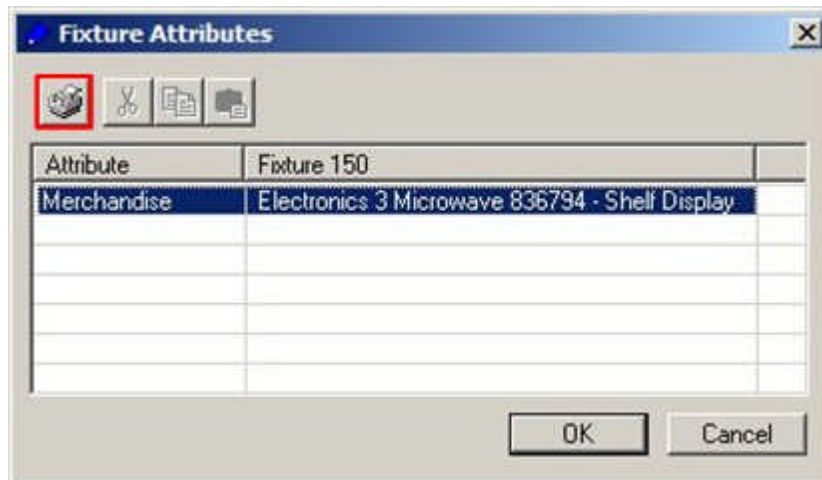 Fixture Attributes
Attribute Fixture 150
Merchandise Electronics 3 Microwave 836794 - Shelf Display
OK Cancel